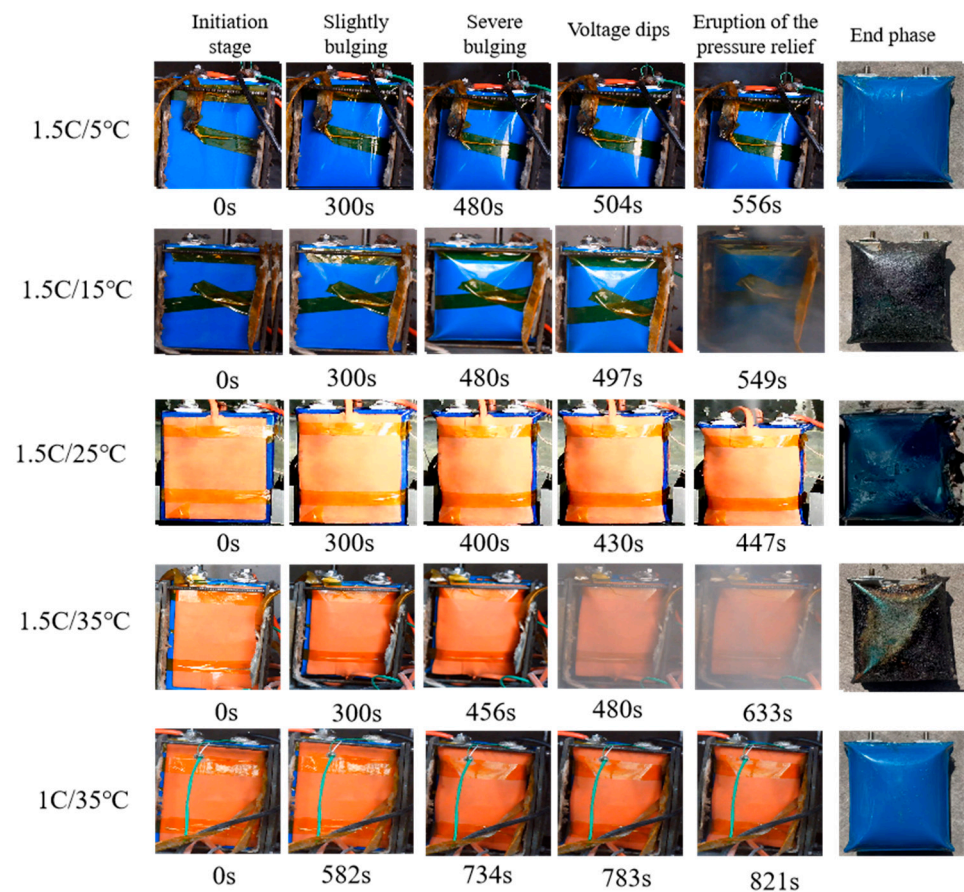 Initiation
stage
Slightly
bulging
Severe
bulging
Voltage dips
Eruption of the
pressure relief
End phase
1.5C/5°C
0s 300s 480s 504s 556s
1.5C/15°C
0s 300s 480s 497s 549s
1.5C/25°C
0s 300s 400s 430s 447s
1.5C/35°C
0s 300s 456s 480s 633s
1C/35°C
0s 582s 734s 783s 821s